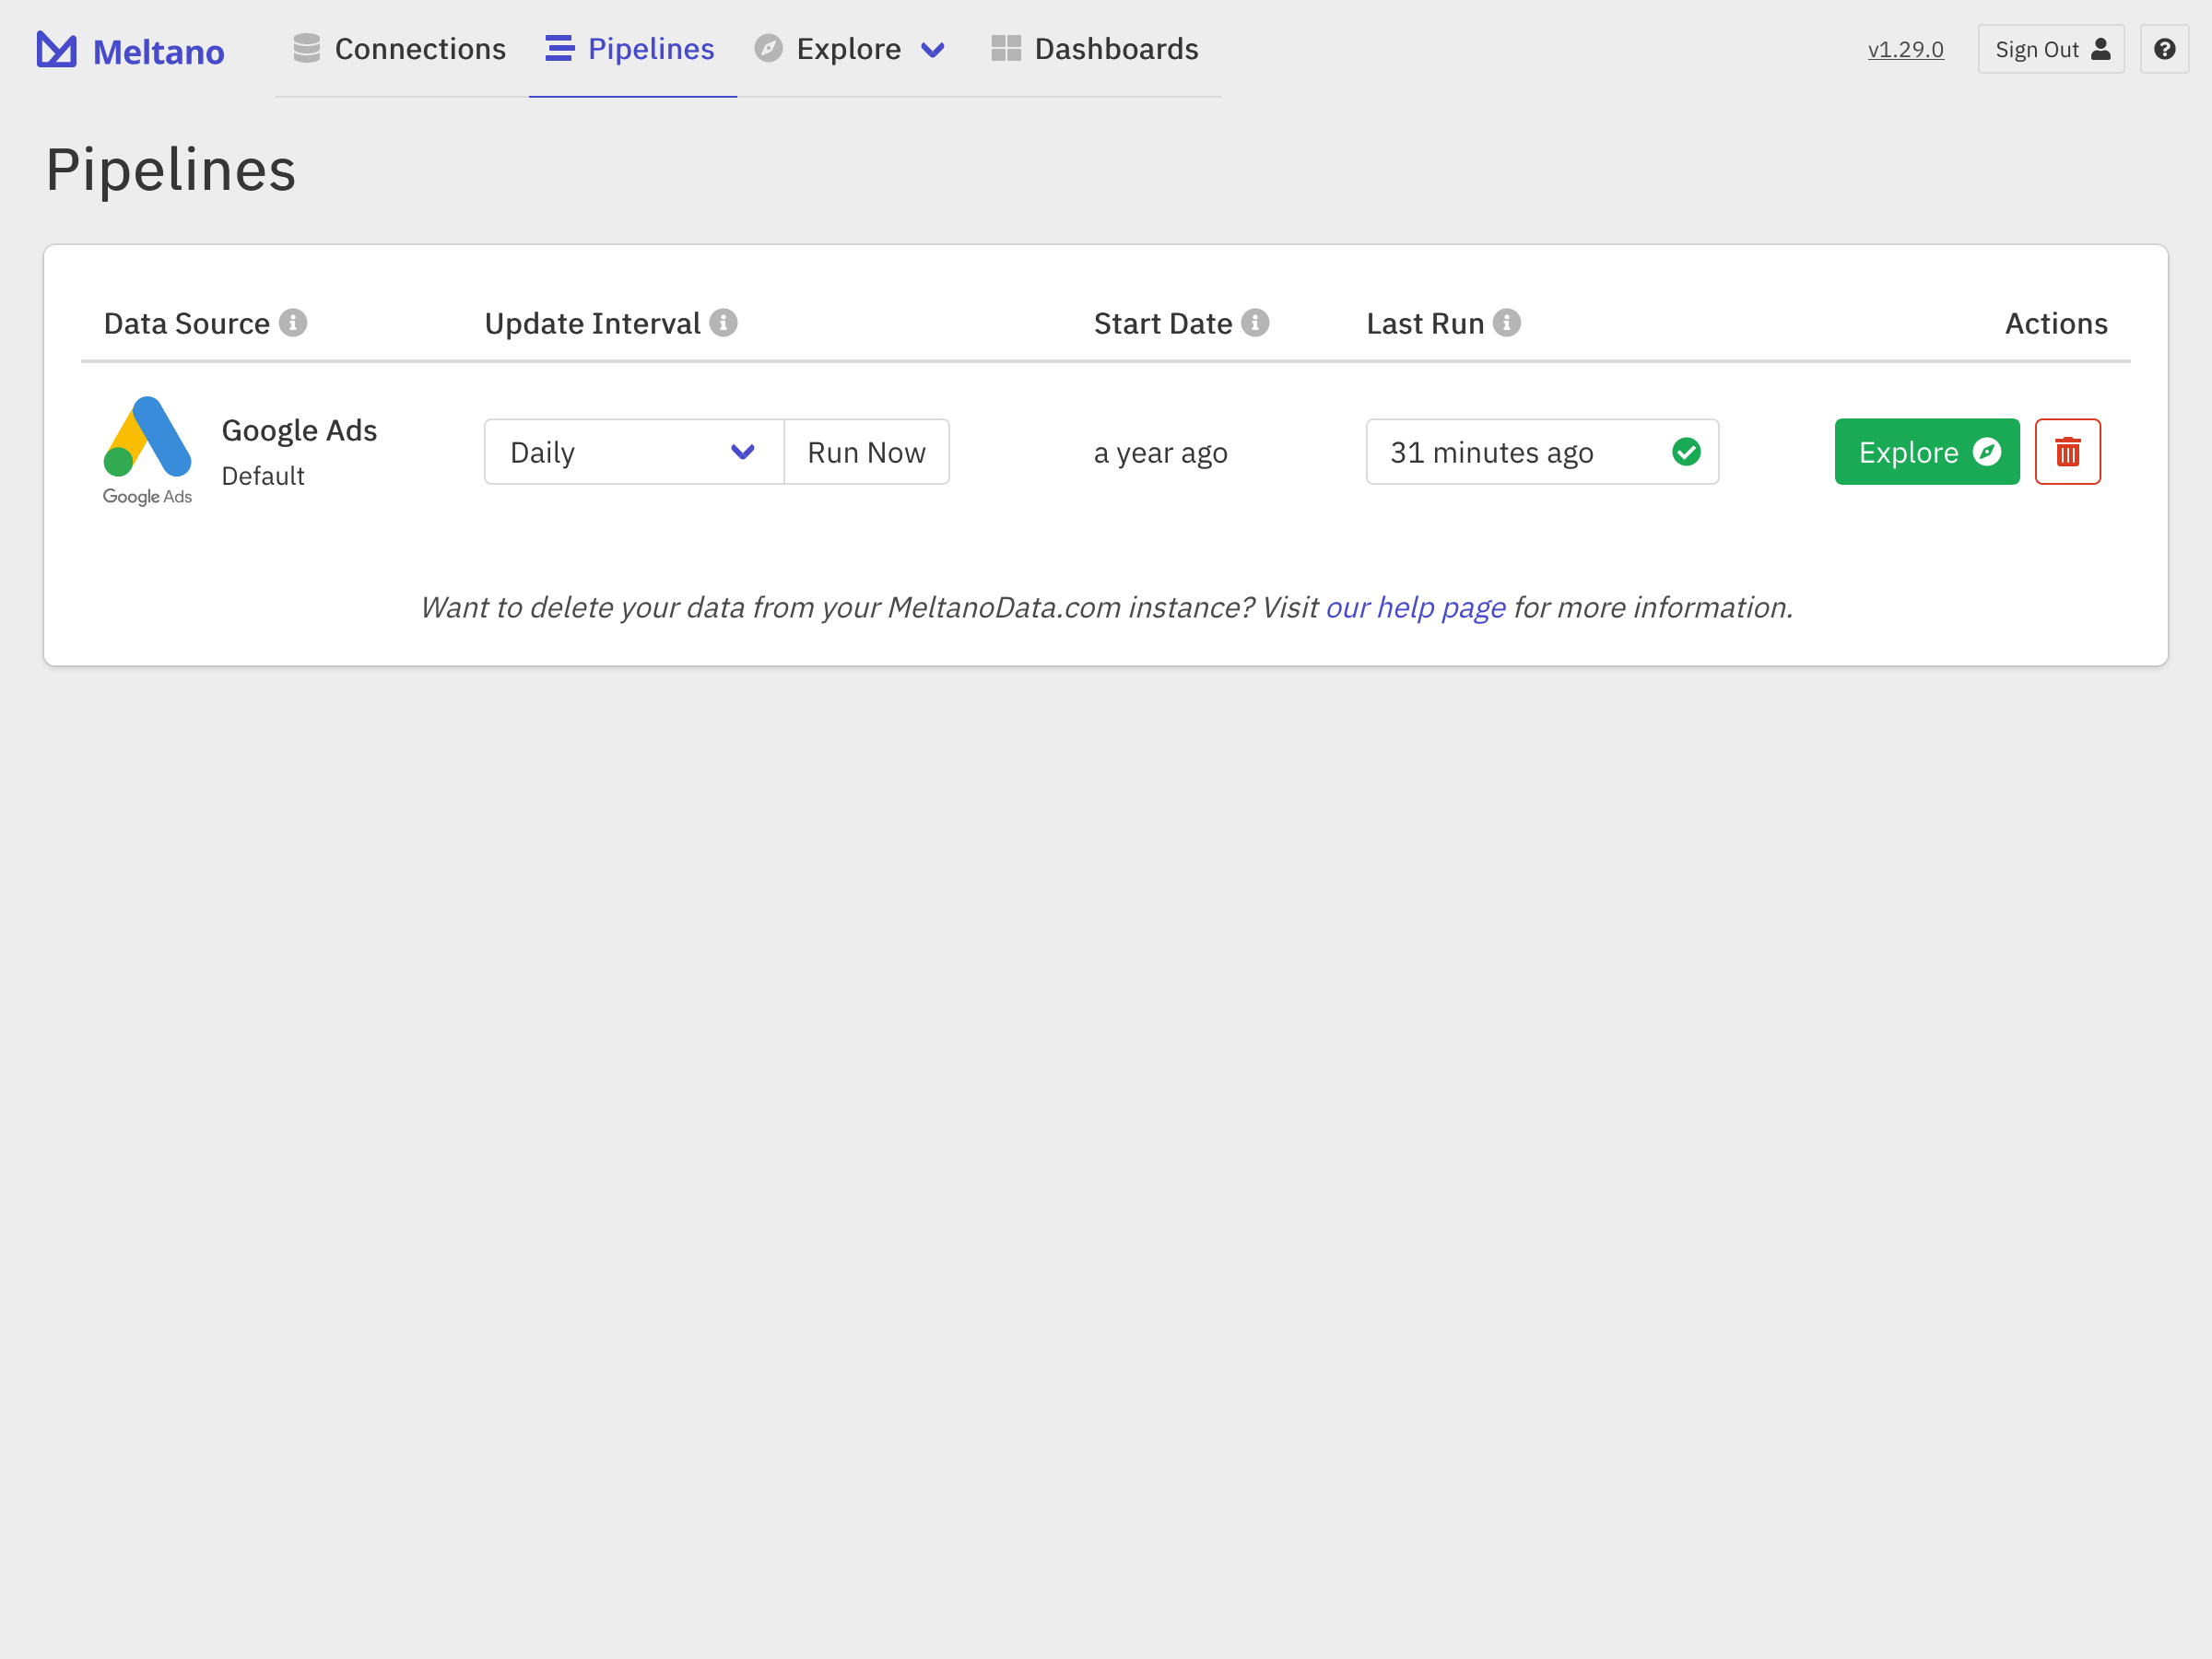 Meltano Connections Pipelines Explore Dashboards v1.29.0 Sign Out
Pipelines
Data Source Update Interval Start Date Last Run Actions
Google Ads
Default
Google Ads
Daily Run Now a year ago 31 minutes ago Explore
Want to delete your data from your MeltanoData.com instance? Visit our help page for more information.